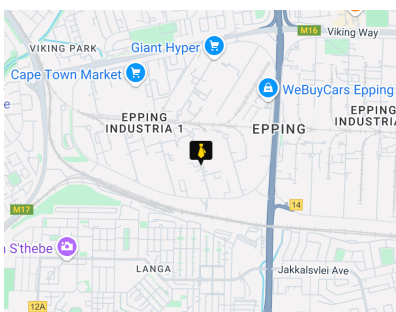 M16
Viking Way
VIKING PARK
Giant Hyper
Cape Town Market
WeBuyCars Epping
EPPING
INDUSTRIA 1
EPPING
INDUSTRIA
EPPING
M17
14
S'thebe
LANGA
Jakkalsvlei Ave
12A